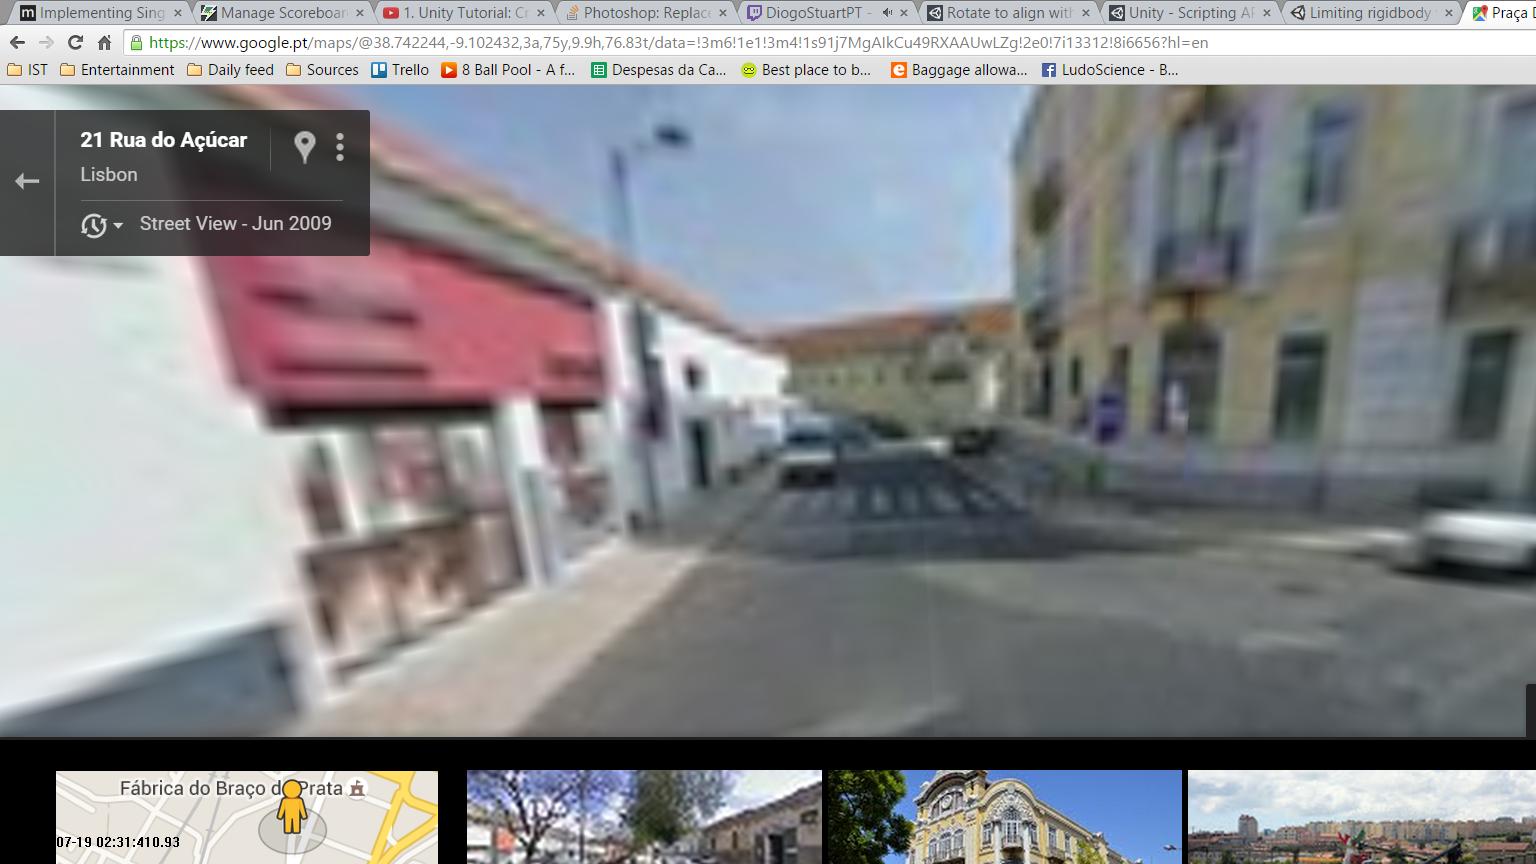 Implementing Sing
Manage Scoreboar
1. Unity Tutorial: Cr
Photoshop: Replace
DiogoStuartPT -
Rotate to align with
Unity - Scripting AP
Limiting rigidbody
Praça D
https://www.google.pt/maps/@38.742244,-9.102432,3a,75y,9.9h,76.83t/data=!3m6!1e1!3m4!1s91j7MgAIkCu49RXAAUwLZg!2e0!7i13312!8i6656?hl=en
IST
Entertainment
Daily feed
Sources
Trello
8 Ball Pool - A f...
Despesas da Ca...
Best place to b...
Baggage allowa...
LudoScience - B...
21 Rua do Açúcar
Lisbon
Street View - Jun 2009
Fábrica do Braço de Prata
07-19 02:31:410.93